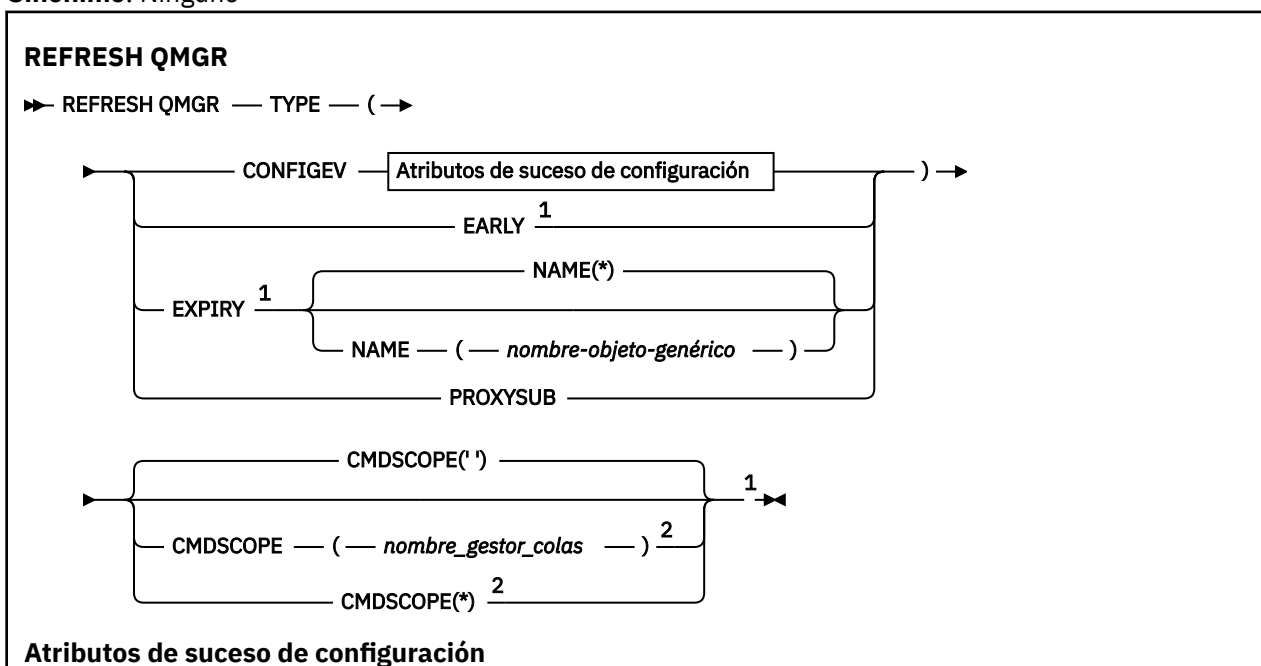 Sinónimo: Ninguno
REFRESH QMGR
REFRESH QMGR TYPE (
CONFIGEV Atributos de suceso de configuración )
EARLY 1
NAME(*)
EXPIRY 1
NAME ( nombre-objeto-genérico )
PROXYSUB
CMDSCOPE(' ')
1
CMDSCOPE ( nombre_gestor_colas ) 2
CMDSCOPE(*) 2
Atributos de suceso de configuración